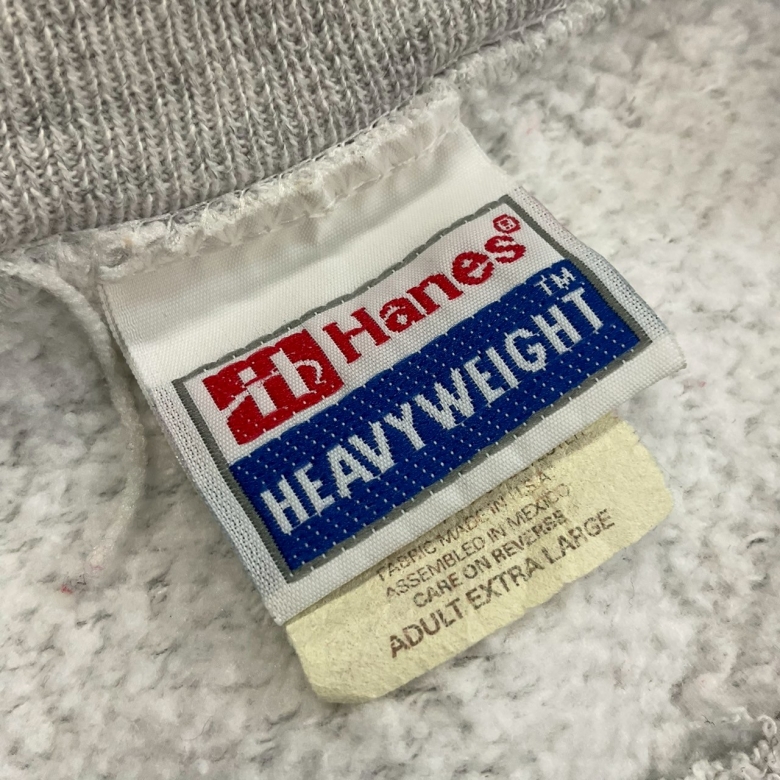 Hanes®
HEAVYWEIGHT™
FABRIC MADE IN U.S.A.
ASSEMBLED IN MEXICO
CARE ON REVERSE
ADULT EXTRA LARGE